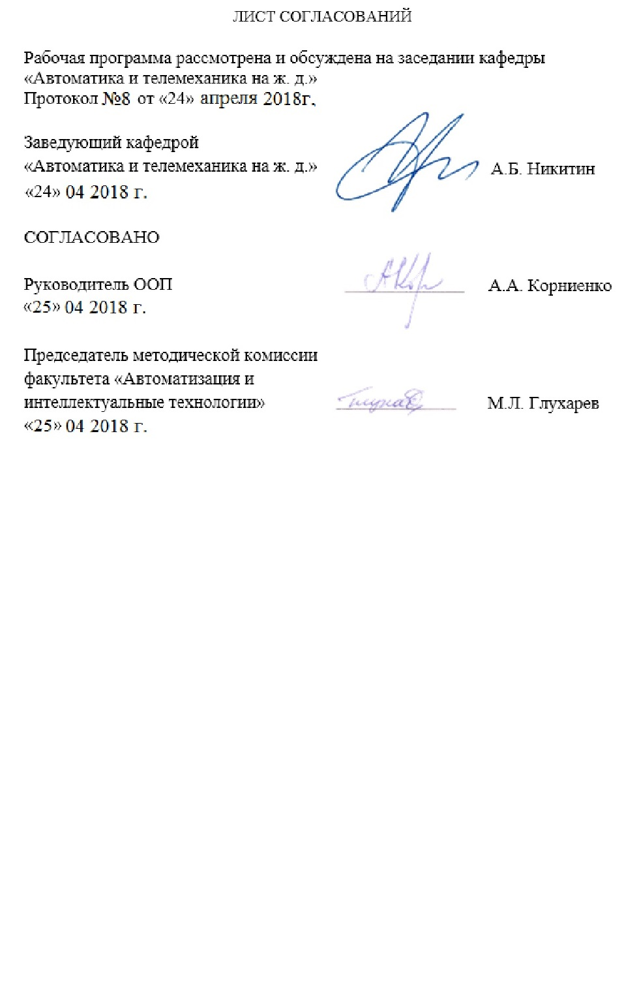 ЛИСТ СОГЛАСОВАНИЙ
Рабочая программа рассмотрена и обсуждена на заседании кафедры
«Автоматика и телемеханика на ж. д.»
Протокол №8 от «24» апреля 2018г.
Заведующий кафедрой
«Автоматика и телемеханика на ж. д.» А.Б. Никитин
«24» 04 2018 г.
СОГЛАСОВАНО
Руководитель ООП А.А. Корниенко
«25» 04 2018 г.
Председатель методической комиссии
факультета «Автоматизация и
интеллектуальные технологии» М.Л. Глухарев
«25» 04 2018 г.